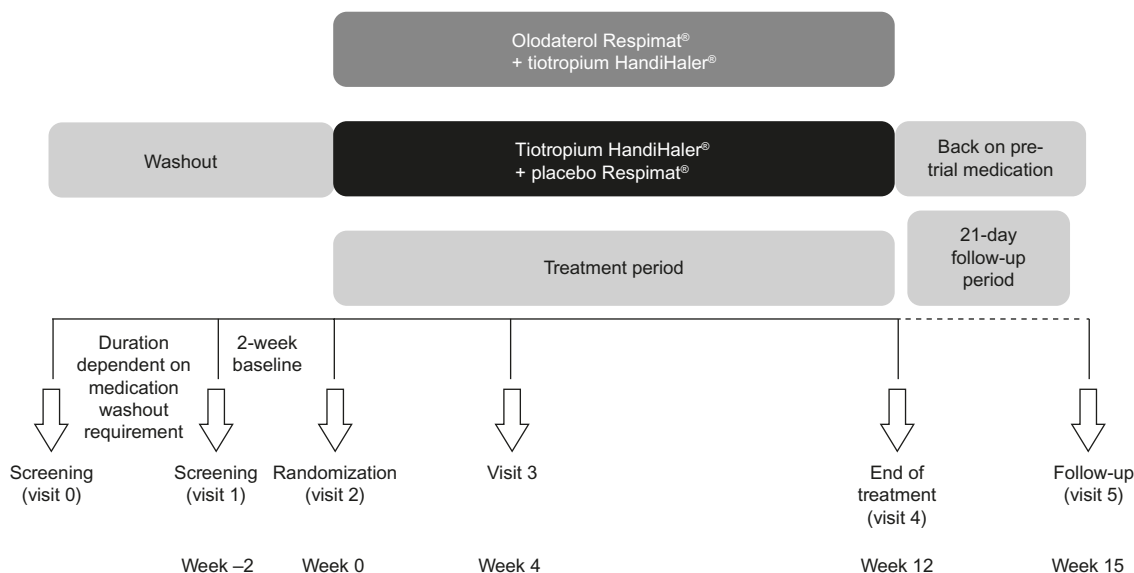 Olodaterol Respimat®
+ tiotropium HandiHaler®
Washout
Tiotropium HandiHaler®
+ placebo Respimat®
Back on pre-
trial medication
Treatment period
21-day
follow-up
period
Duration
dependent on
medication
washout
requirement
2-week
baseline
Screening
(visit 0)
Screening
(visit 1)
Randomization
(visit 2)
Visit 3
End of
treatment
(visit 4)
Follow-up
(visit 5)
Week –2
Week 0
Week 4
Week 12
Week 15